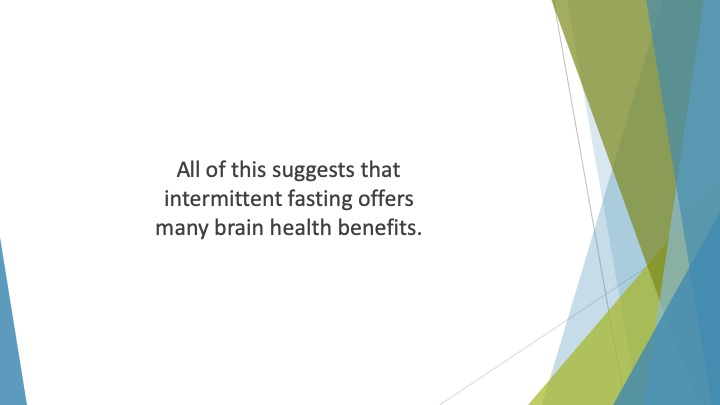 All of this suggests that
intermittent fasting offers
many brain health benefits.